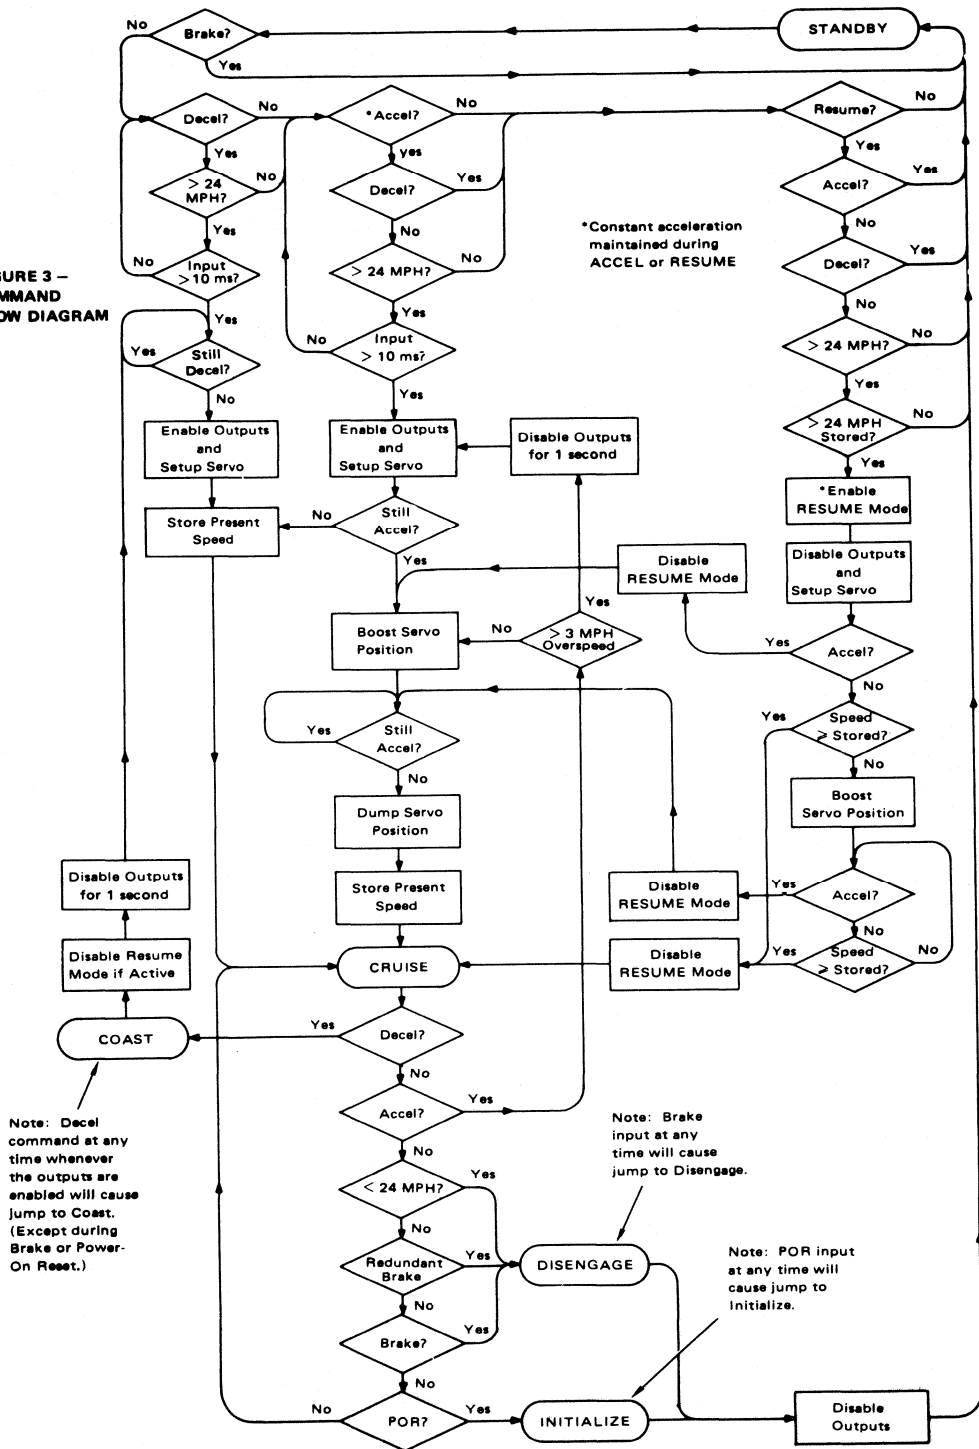 No
Brake?
STANDBY
Yes
Decel?
No
*Accel?
No
Resume?
No
Yes
yes
Yes
> 24
MPH?
No
Decel?
Yes
Accel?
Yes
Yes
No
*Constant acceleration
maintained during
ACCEL or RESUME
No
No
Input
> 10 ms?
> 24 MPH?
No
Decel?
Yes
GURE 3 –
MMAND
OW DIAGRAM
Yes
Yes
No
Yes
Still
Decel?
No
Input
> 10 ms?
> 24 MPH?
No
No
Yes
Yes
Enable Outputs
and
Setup Servo
Enable Outputs
and
Setup Servo
Disable Outputs
for 1 second
> 24 MPH
Stored?
No
Yes
*Enable
RESUME Mode
Store Present
Speed
No
Still
Accel?
Yes
Disable
RESUME Mode
Disable Outputs
and
Setup Servo
Yes
Boost Servo
Position
No
> 3 MPH
Overspeed
Yes
Accel?
No
Yes
Still
Accel?
Yes
Speed
⩾ Stored?
No
No
Dump Servo
Position
Boost
Servo Position
Disable Outputs
for 1 second
Store Present
Speed
Disable
RESUME Mode
Yes
Accel?
No
Disable Resume
Mode if Active
CRUISE
Disable
RESUME Mode
Yes
Speed
⩾ Stored?
No
COAST
Yes
Decel?
No
Accel?
Yes
Note: Decel
command at any
time whenever
the outputs are
enabled will cause
jump to Coast.
(Except during
Brake or Power-
On Reset.)
No
Note: Brake
input at any
time will cause
jump to Disengage.
< 24 MPH?
Yes
No
Redundant
Brake
Yes
DISENGAGE
Note: POR input
at any time will
cause jump to
Initialize.
No
Brake?
Yes
No
No
POR?
Yes
INITIALIZE
Disable
Outputs